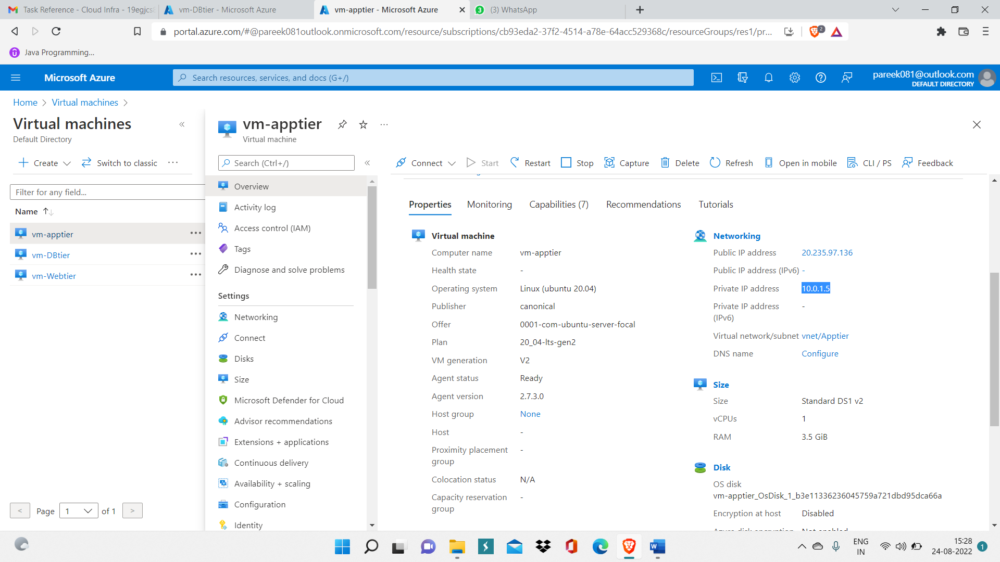 Task Reference - Cloud Infra - 19egjcs
vm-DBtier - Microsoft Azure
vm-apptier - Microsoft Azure
3
(3) WhatsApp
portal.azure.com/#@pareek081outlook.onmicrosoft.com/resource/subscriptions/cb93eda2-37f2-4514-a78e-64acc529368c/resourceGroups/res1/pr...
2
Java Programming...
Microsoft Azure
Search resources, services, and docs (G+/)
pareek081@outlook.com
DEFAULT DIRECTORY
Home > Virtual machines >
Virtual machines
Default Directory
Create
Switch to classic
Filter for any field...
Name
vm-apptier
vm-DBtier
vm-Webtier
< Page 1 of 1 >
vm-apptier
Virtual machine
Search (Ctrl+/)
Overview
Activity log
Access control (IAM)
Tags
Diagnose and solve problems
Settings
Networking
Connect
Disks
Size
Microsoft Defender for Cloud
Advisor recommendations
Extensions + applications
Continuous delivery
Availability + scaling
Configuration
Identity
Connect
Start
Restart
Stop
Capture
Delete
Refresh
Open in mobile
CLI / PS
Feedback
Properties
Monitoring
Capabilities (7)
Recommendations
Tutorials
Virtual machine
Computer name vm-apptier
Health state -
Operating system Linux (ubuntu 20.04)
Publisher canonical
Offer 0001-com-ubuntu-server-focal
Plan 20_04-lts-gen2
VM generation V2
Agent status Ready
Agent version 2.7.3.0
Host group None
Host -
Proximity placement -
group
Colocation status N/A
Capacity reservation -
group
Networking
Public IP address 20.235.97.136
Public IP address (IPv6) -
Private IP address 10.0.1.5
Private IP address -
(IPv6)
Virtual network/subnet vnet/Apptier
DNS name Configure
Size
Size Standard DS1 v2
vCPUs 1
RAM 3.5 GiB
Disk
OS disk
vm-apptier_OsDisk_1_b3e11336236045759a721dbd95dca66a
Encryption at host Disabled
Azure disk encryption Not enabled
ENG
IN
15:28
24-08-2022
1